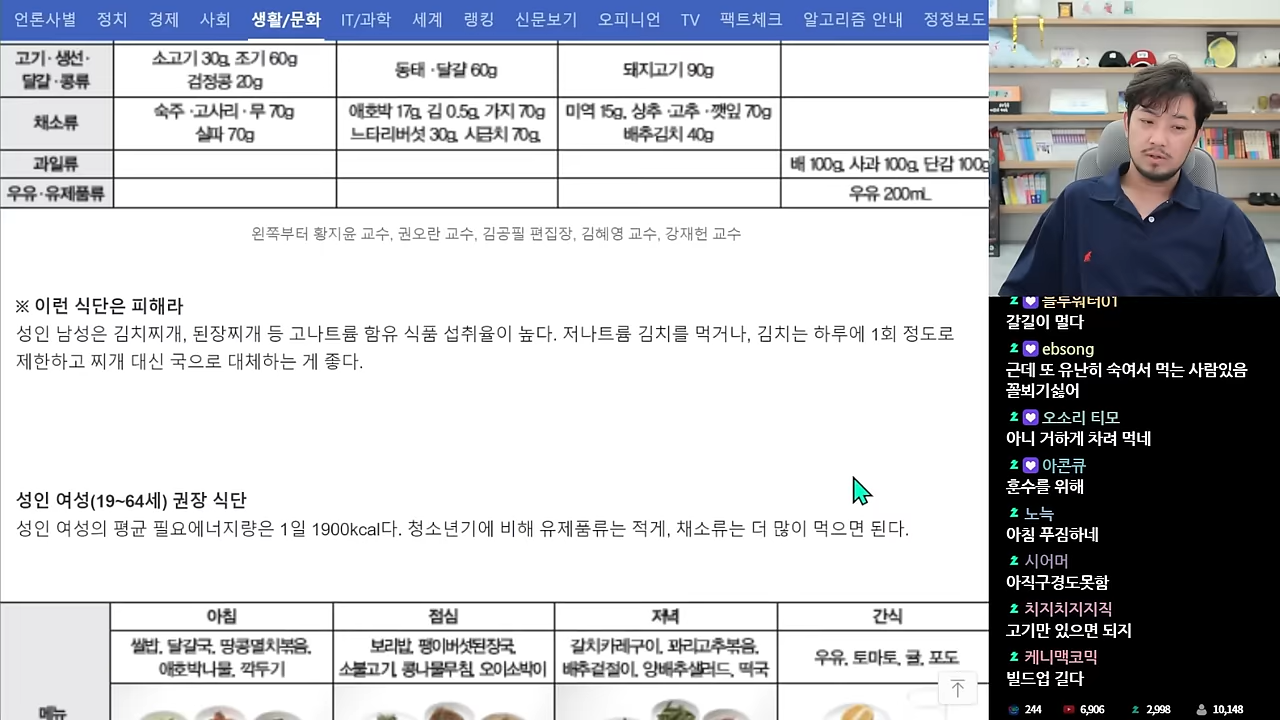 언론사별 정치 경제 사회 생활/문화 IT/과학 세계 랭킹 신문보기 오피니언 TV 팩트체크 알고리즘 안내 정정보도
고기·생선·달걀·콩류
소고기 30g, 조기 60g
검정콩 20g
동태·달걀 60g
돼지고기 90g
채소류
숙주·고사리·무 70g
실파 70g
애호박 17g, 김 0.5g, 가지 70g
느타리버섯 30g, 시금치 70g,
미역 15g, 상추·고추·깻잎 70g
배추김치 40g
과일류
배 100g, 사과 100g, 단감 100g
우유·유제품류
우유 200mL
왼쪽부터 황지윤 교수, 권오란 교수, 김공필 편집장, 김혜영 교수, 강재헌 교수
※ 이런 식단은 피해라
성인 남성은 김치찌개, 된장찌개 등 고나트륨 함유 식품 섭취율이 높다. 저나트륨 김치를 먹거나, 김치는 하루에 1회 정도로
제한하고 찌개 대신 국으로 대체하는 게 좋다.
성인 여성(19~64세) 권장 식단
성인 여성의 평균 필요에너지량은 1일 1900kcal다. 청소년기에 비해 유제품류는 적게, 채소류는 더 많이 먹으면 된다.
아침 점심 저녁 간식
메뉴
쌀밥, 달걀국, 땅콩멸치볶음,
애호박나물, 깍두기
보리밥, 팽이버섯된장국,
소불고기, 콩나물무침, 오이소박이
갈치카레구이, 꽈리고추볶음,
배추겉절이, 양배추샐러드, 떡국
우유, 토마토, 귤, 포도
블루워터01
갈길이 멀다
ebsong
근데 또 유난히 숙여서 먹는 사람있음
꼴뵈기싫어
오소리 티모
아니 거하게 차려 먹네
아콘큐
훈수를 위해
노늑
아침 푸짐하네
시어머
아직구경도못함
치지치지지직
고기만 있으면 되지
케니맥코믹
빌드업 길다
244 6,906 2,998 10,148